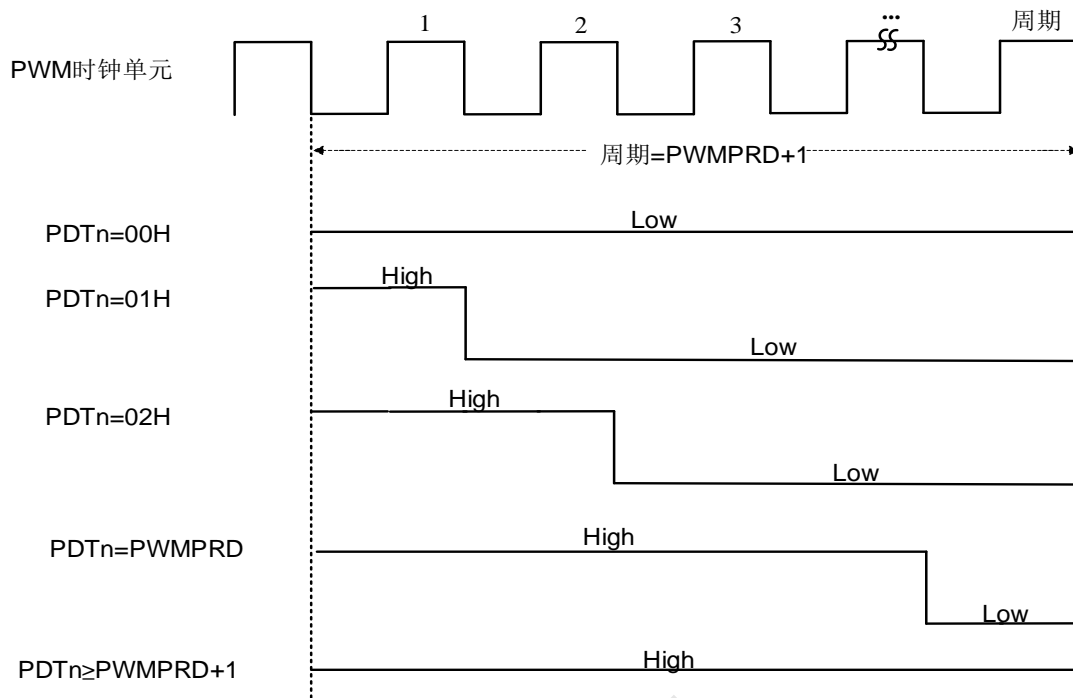 1 2 3 ... 周期
PWM时钟单元
周期=PWMPRD+1
PDTn=00H Low
PDTn=01H High Low
PDTn=02H High Low
PDTn=PWMPRD High Low
PDTn≥PWMPRD+1 High